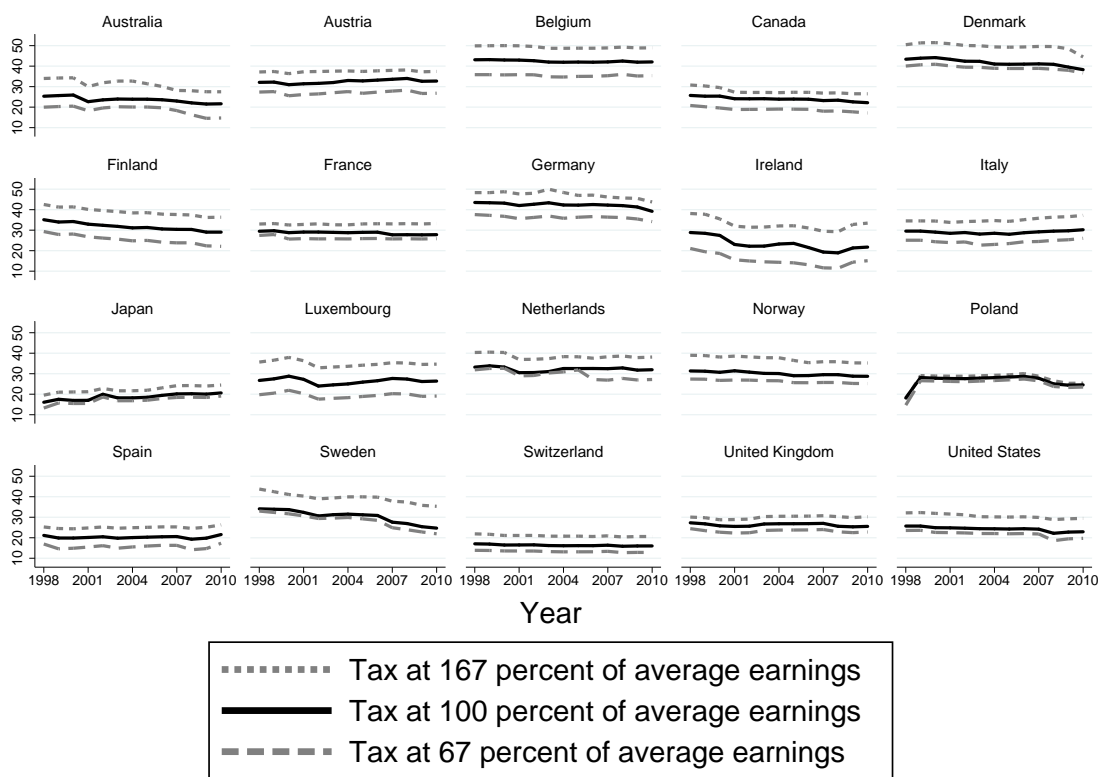 Australia Austria Belgium Canada Denmark
10 20 30 40 50
Finland France Germany Ireland Italy
10 20 30 40 50
Japan Luxembourg Netherlands Norway Poland
10 20 30 40 50
Spain Sweden Switzerland United Kingdom United States
10 20 30 40 50
1998 2001 2004 2007 2010 1998 2001 2004 2007 2010 1998 2001 2004 2007 2010 1998 2001 2004 2007 2010 1998 2001 2004 2007 2010
Year
Tax at 167 percent of average earnings
Tax at 100 percent of average earnings
Tax at 67 percent of average earnings